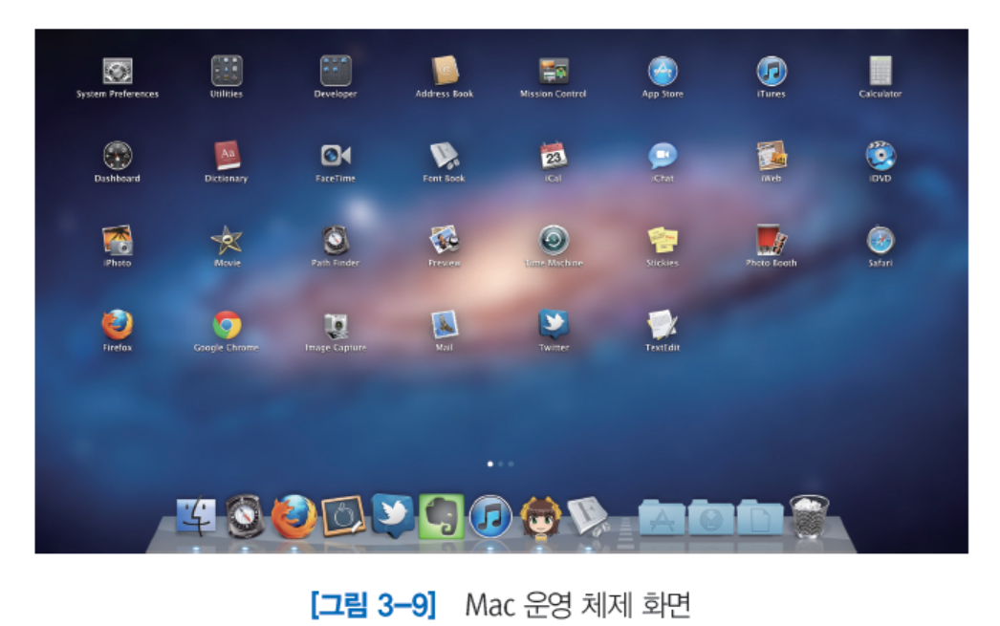 System Preferences Utilities Developer Address Book Mission Control App Store iTunes Calculator
Dashboard Dictionary FaceTime Font Book iCal iChat iWeb iDVD
iPhoto iMovie Path Finder Preview Time Machine Stickies Photo Booth Safari
Firefox Google Chrome Image Capture Mail Twitter TextEdit
[그림 3-9] Mac 운영 체제 화면